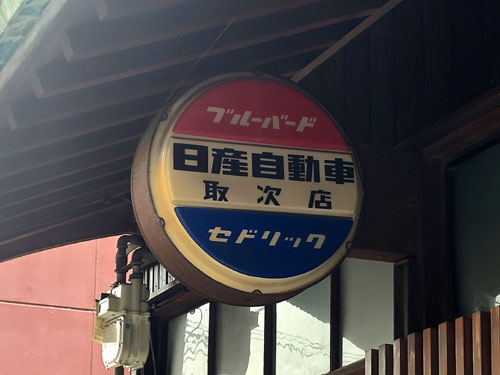 ブルーバード
日産自動車
取次店
セドリック